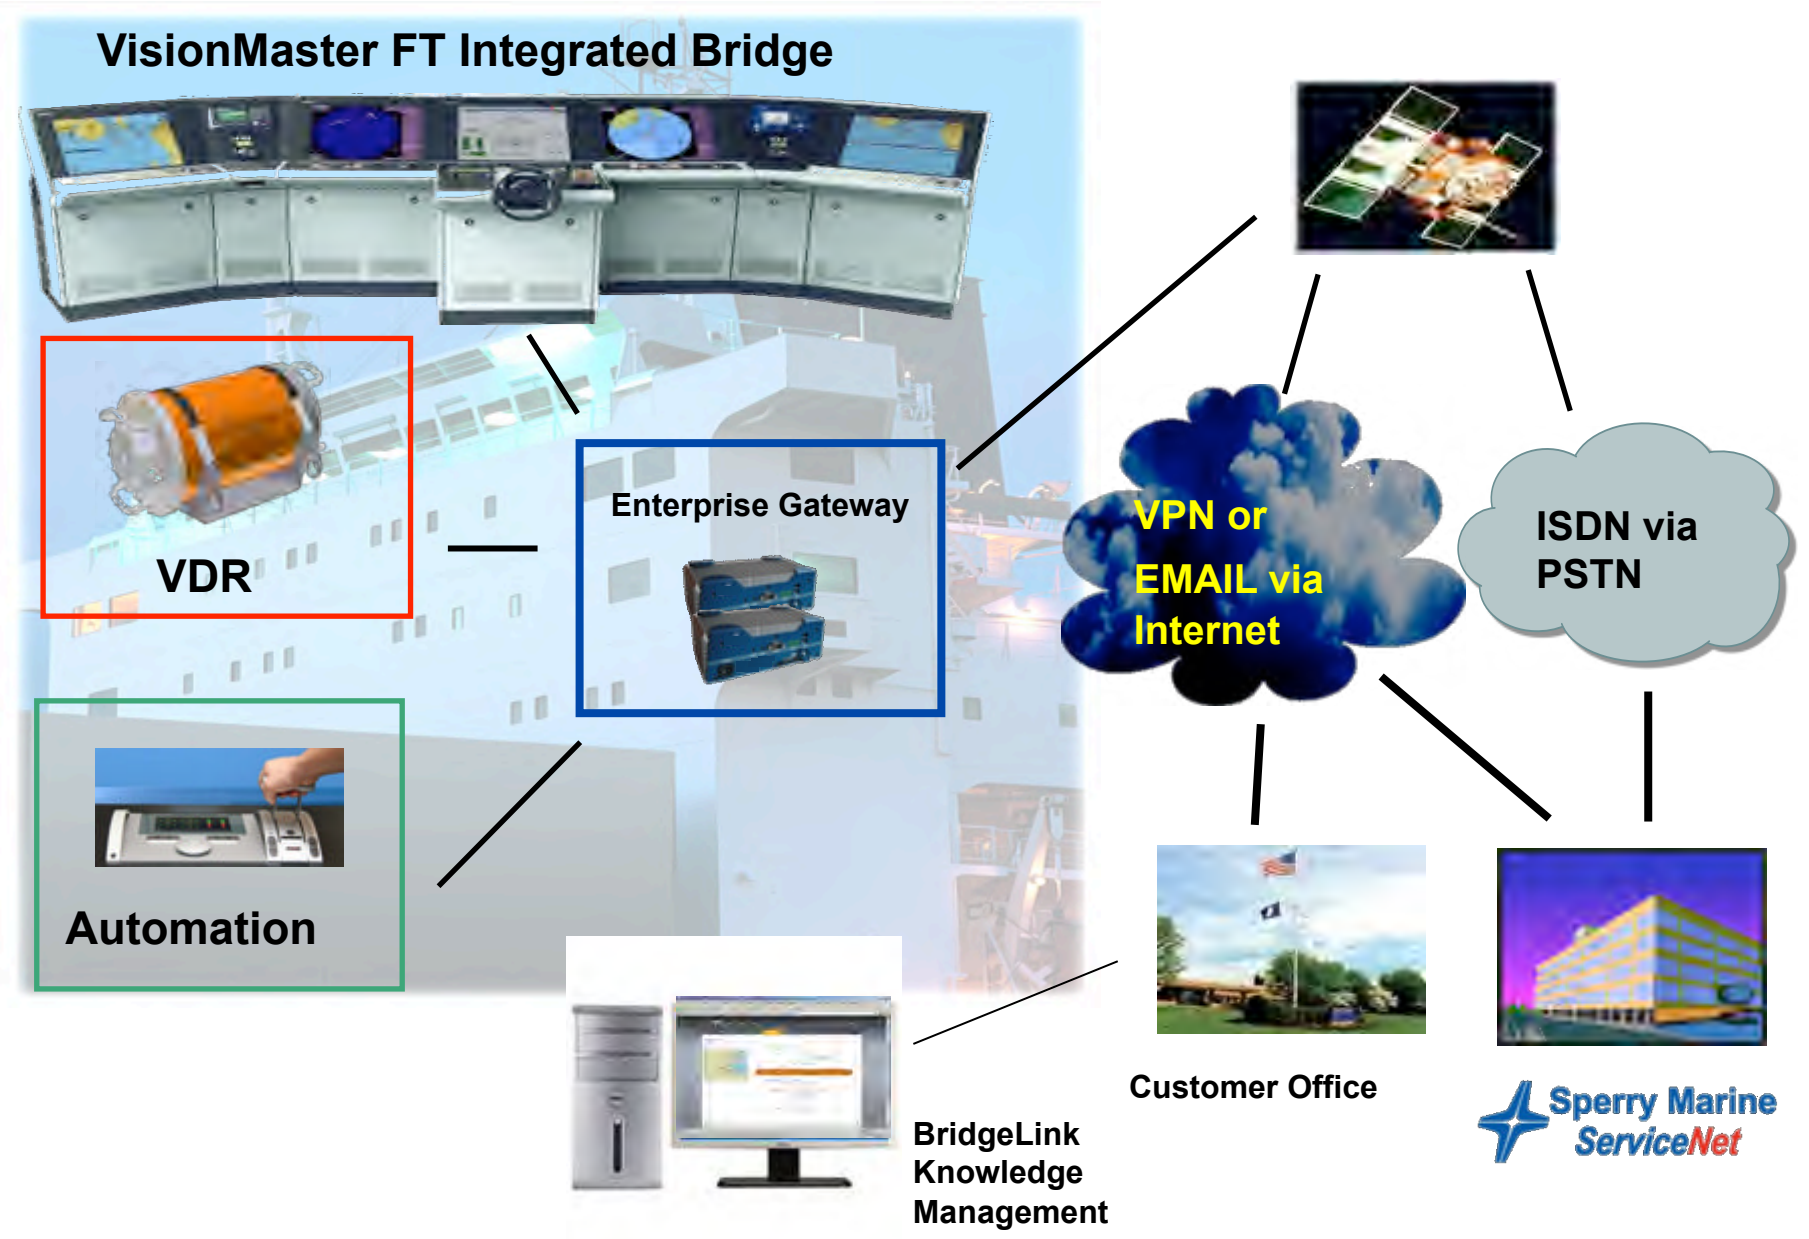 VisionMaster FT Integrated Bridge
VDR
Enterprise Gateway
VPN or
EMAIL via
Internet
ISDN via
PSTN
Automation
Customer Office
BridgeLink
Knowledge
Management
Sperry Marine
ServiceNet